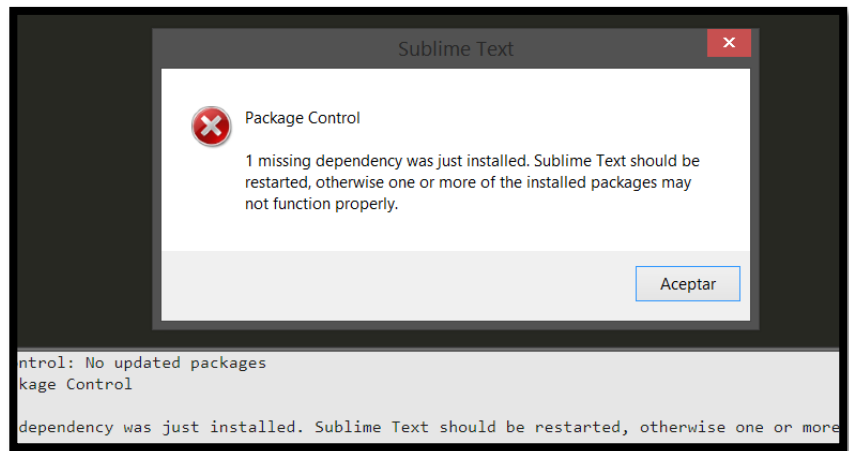 Sublime Text
Package Control
1 missing dependency was just installed. Sublime Text should be
restarted, otherwise one or more of the installed packages may
not function properly.
Aceptar
ntrol: No updated packages
kage Control
dependency was just installed. Sublime Text should be restarted, otherwise one or more